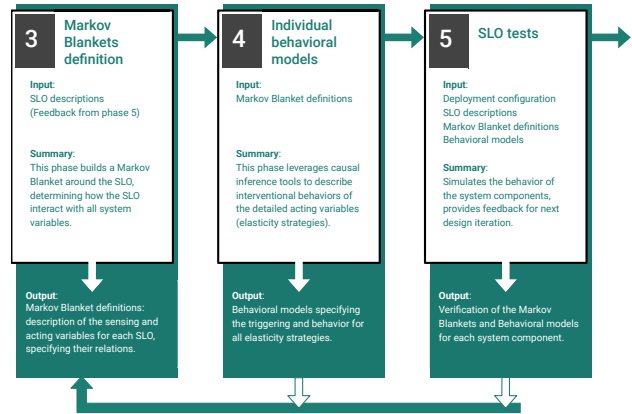 3
Markov
Blankets
definition
Input:
SLO descriptions
(Feedback from phase 5)
Summary:
This phase builds a Markov
Blanket around the SLO,
determining how the SLO
interact with all system
variables.
Output:
Markov Blanket definitions:
description of the sensing and
acting variables for each SLO,
specifying their relations.
4
Individual
behavioral
models
Input:
Markov Blanket definitions
Summary:
This phase leverages causal
inference tools to describe
interventional behaviors of
the detailed acting variables
(elasticity strategies).
Output:
Behavioral models specifying
the triggering and behavior for
all elasticity strategies.
5
SLO tests
Input:
Deployment configuration
SLO descriptions
Markov Blanket definitions
Behavioral models
Summary:
Simulates the behavior of
the system components,
provides feedback for next
design iteration.
Output:
Verification of the Markov
Blankets and Behavioral models
for each system component.